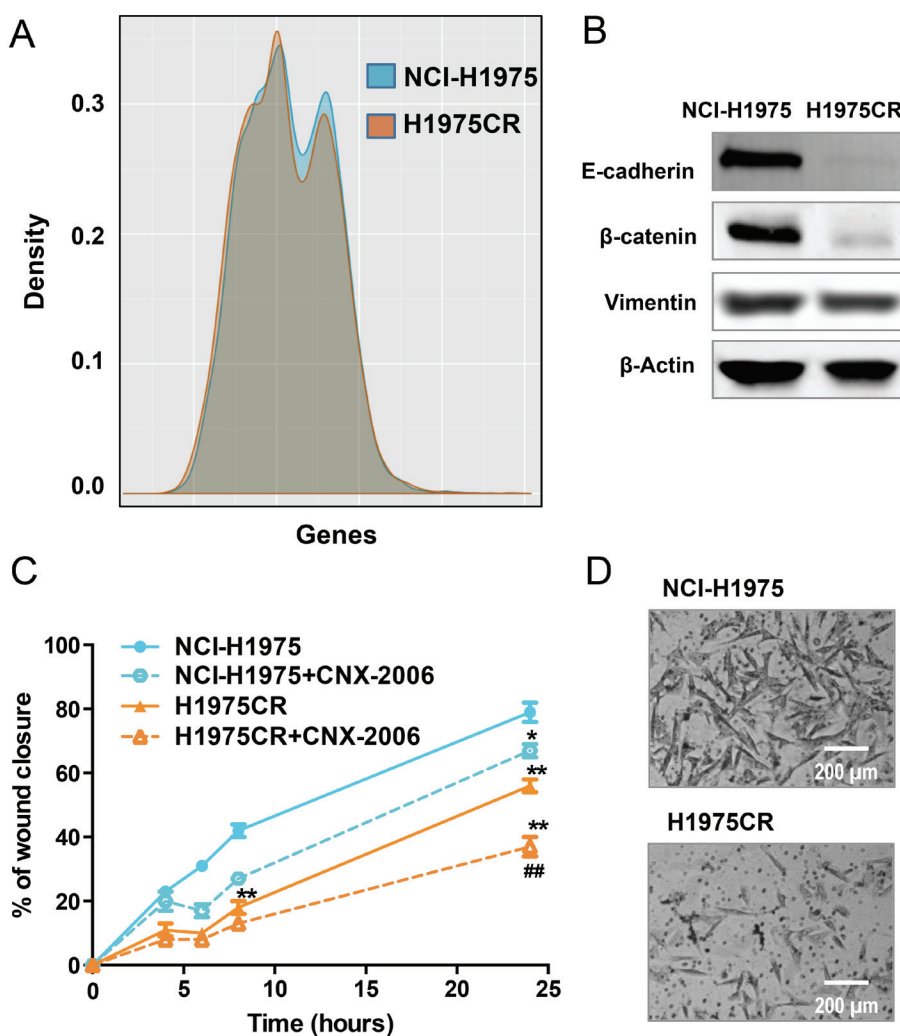 A
NCI-H1975
H1975CR
0.3
0.2
0.1
0.0
Density
Genes
B
NCI-H1975 H1975CR
E-cadherin
β-catenin
Vimentin
β-Actin
C
100
80
60
40
20
0
% of wound closure
NCI-H1975
NCI-H1975+CNX-2006
H1975CR
H1975CR+CNX-2006
*
**
**
##
**
0 5 10 15 20 25
Time (hours)
D
NCI-H1975
200 µm
H1975CR
200 µm